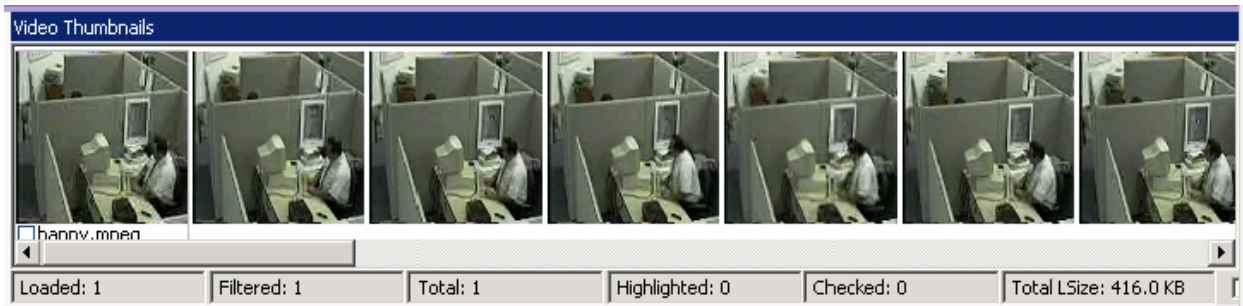 Video Thumbnails
happy.mpeg
Loaded: 1
Filtered: 1
Total: 1
Highlighted: 0
Checked: 0
Total LSize: 416.0 KB